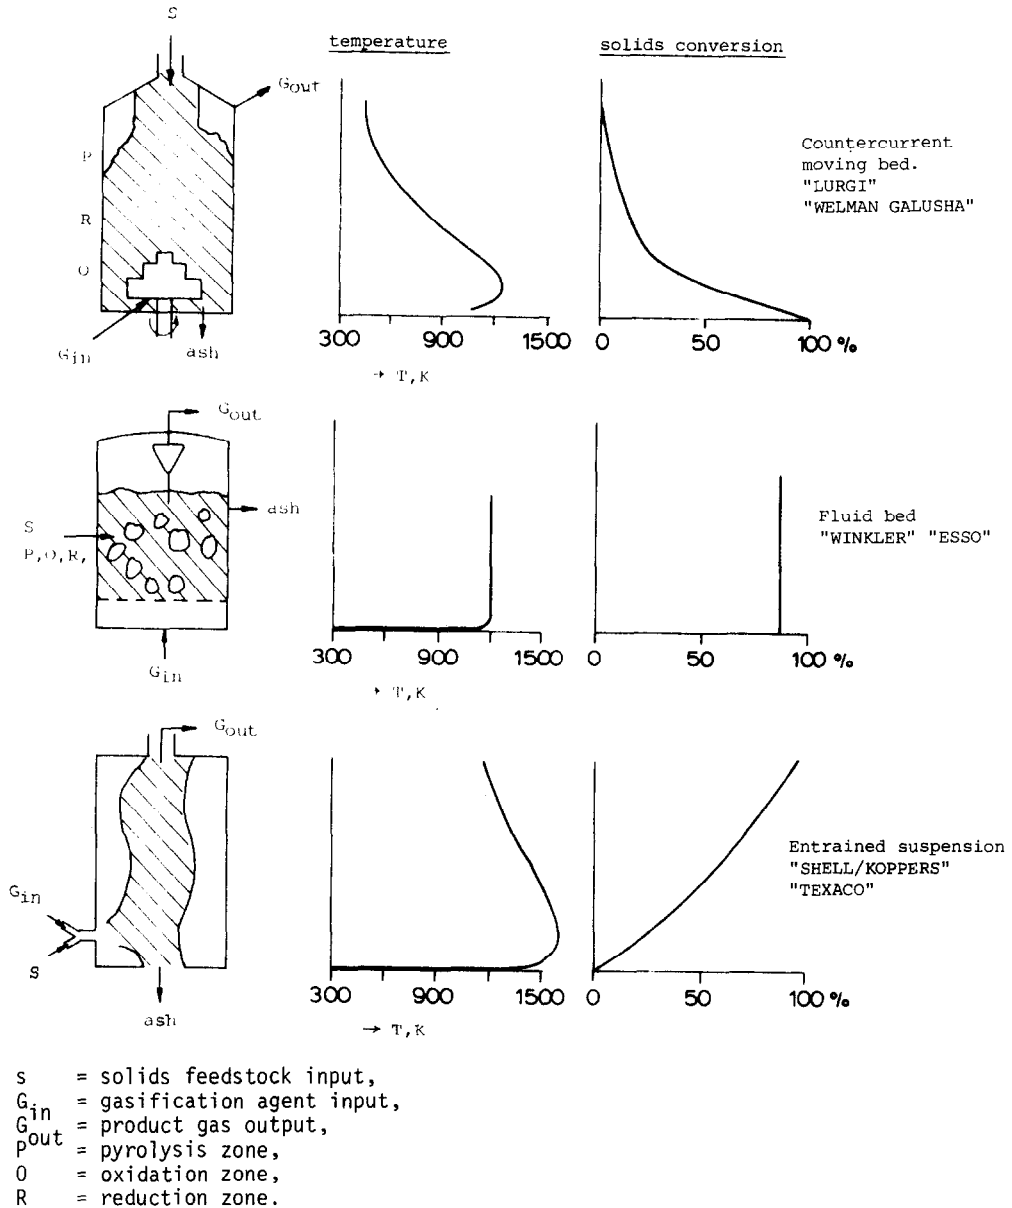 S
temperature
solids conversion
Gout
P
R
O
Gin
ash
300 900 1500
→ T,K
0 50 100 %
Countercurrent
moving bed.
"LURGI"
"WELMAN GALUSHA"
Gout
ash
S
P,O,R,
Gin
300 900 1500
→ T,K
0 50 100 %
Fluid bed
"WINKLER" "ESSO"
Gout
Gin
s
ash
300 900 1500
→ T,K
0 50 100 %
Entrained suspension
"SHELL/KOPPERS"
"TEXACO"
s = solids feedstock input,
Gin = gasification agent input,
Gout = product gas output,
P = pyrolysis zone,
O = oxidation zone,
R = reduction zone.